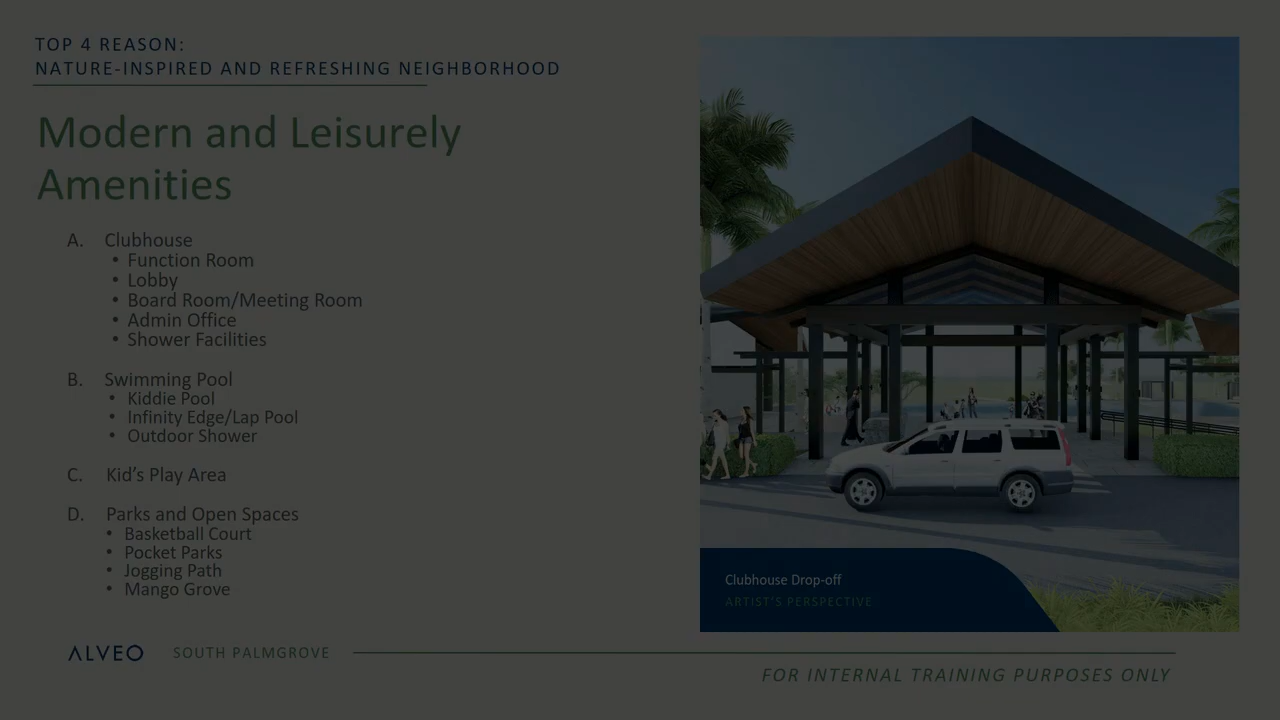 TOP 4 REASON:
NATURE-INSPIRED AND REFRESHING NEIGHBORHOOD
Modern and Leisurely
Amenities
A. Clubhouse
• Function Room
• Lobby
• Board Room/Meeting Room
• Admin Office
• Shower Facilities
B. Swimming Pool
• Kiddie Pool
• Infinity Edge/Lap Pool
• Outdoor Shower
C. Kid’s Play Area
D. Parks and Open Spaces
• Basketball Court
• Pocket Parks
• Jogging Path
• Mango Grove
Clubhouse Drop-off
ARTIST'S PERSPECTIVE
ALVEO SOUTH PALMGROVE
FOR INTERNAL TRAINING PURPOSES ONLY